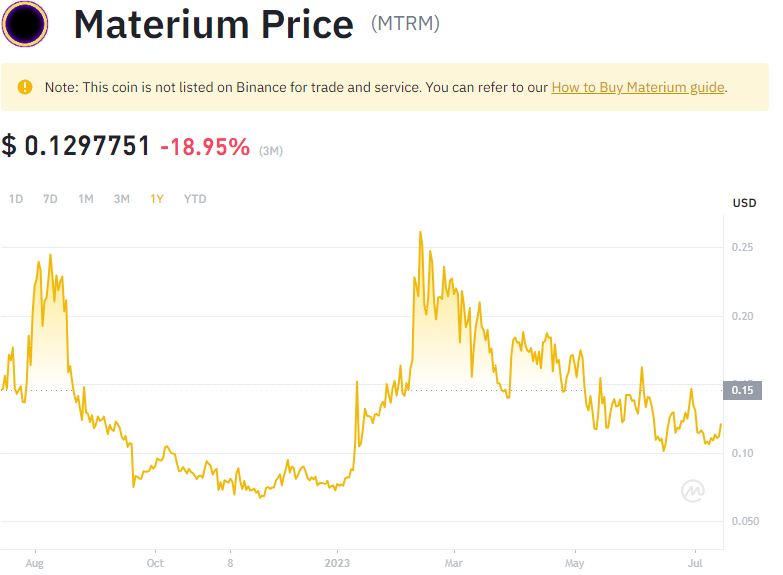 Materium Price (MTRM)
Note: This coin is not listed on Binance for trade and service. You can refer to our How to Buy Materium guide.
$ 0.1297751 -18.95% (3M)
1D 7D 1M 3M 1Y YTD
USD
0.25
0.20
0.15
0.10
0.050
Aug Oct 8 2023 Mar May Jul